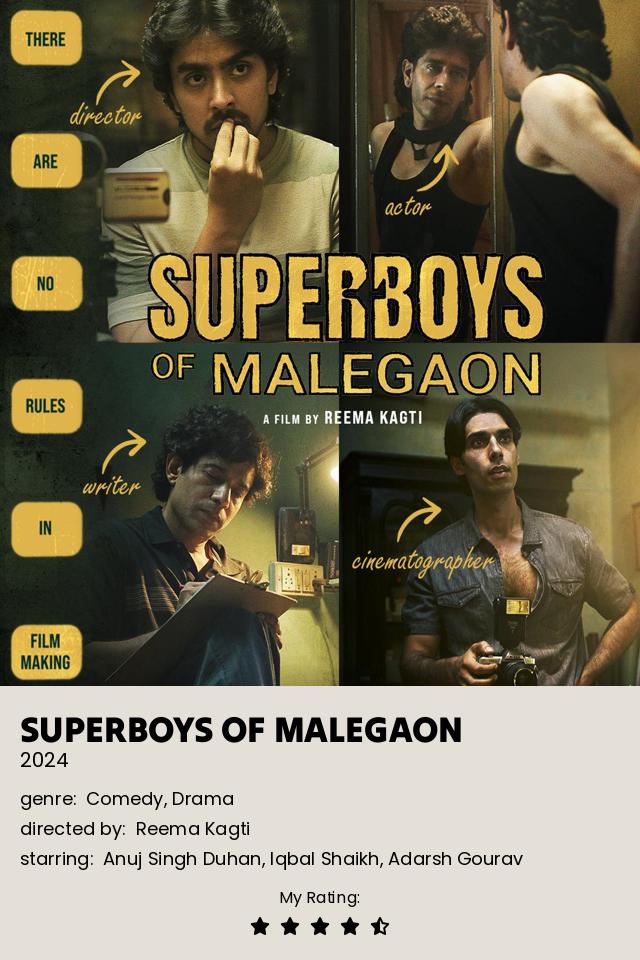 THERE
director
ARE
actor
NO
SUPERBOYS
OF MALEGAON
A FILM BY REEMA KAGTI
RULES
writer
IN
cinematographer
FILM
MAKING
SUPERBOYS OF MALEGAON
2024
genre: Comedy, Drama
directed by: Reema Kagti
starring: Anuj Singh Duhan, Iqbal Shaikh, Adarsh Gourav
My Rating: